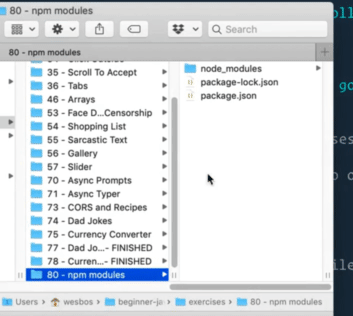 80 - npm modules
Search
80 - npm modules
35 - Scroll To Accept
36 - Tabs
46 - Arrays
53 - Face D...Censorship
54 - Shopping List
55 - Sarcastic Text
56 - Gallery
57 - Slider
70 - Async Prompts
71 - Async Typer
73 - CORS and Recipes
74 - Dad Jokes
75 - Currency Converter
77 - Dad Jo...- FINISHED
78 - Curren...- FINISHED
80 - npm modules
node_modules
package-lock.json
package.json
Users
wesbos
exercises
80 - npm modules